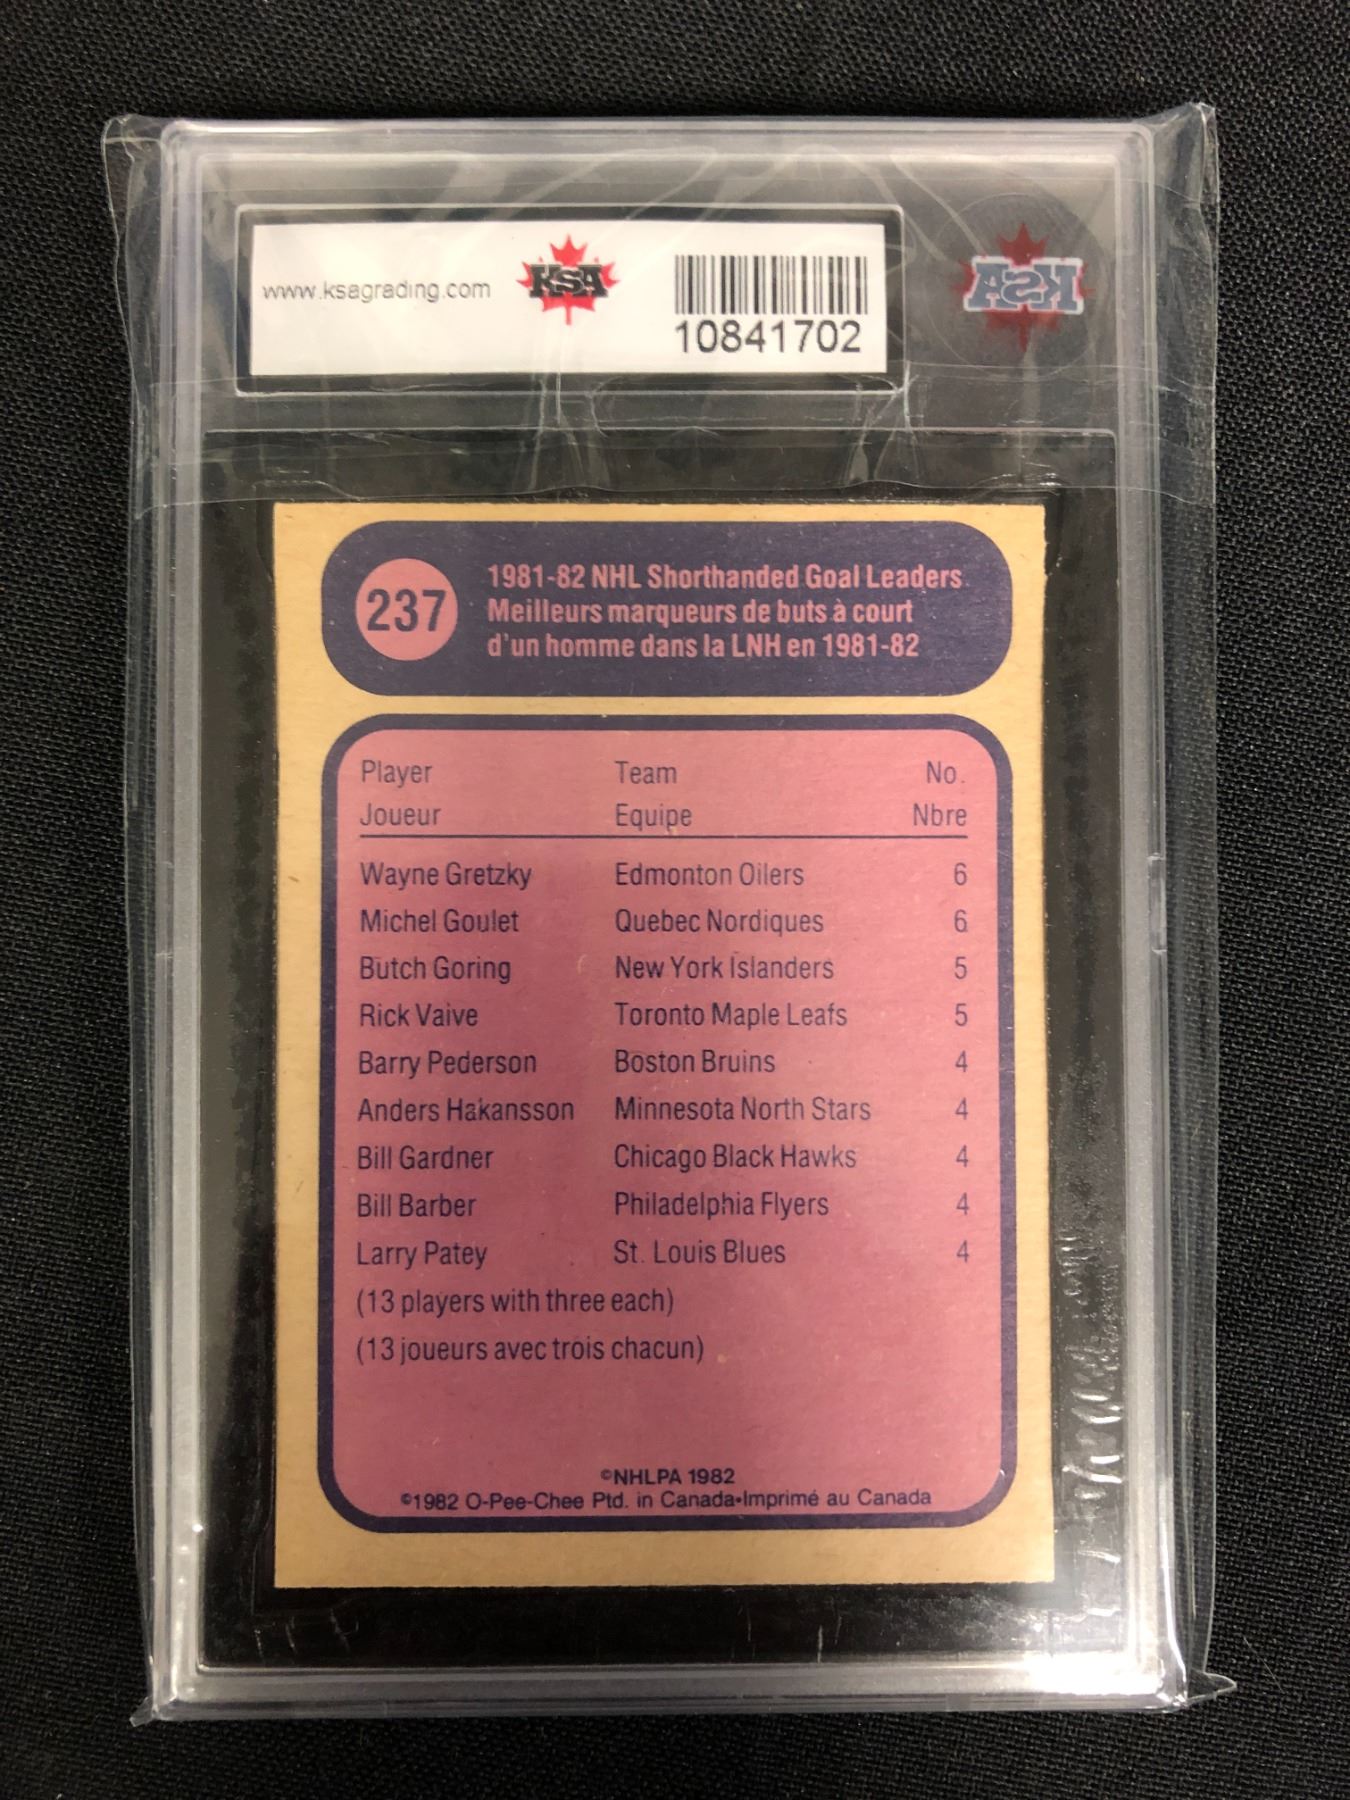 www.ksagrading.com
KSA
10841702
KSA
237
1981-82 NHL Shorthanded Goal Leaders
Meilleurs marqueurs de buts à court
d'un homme dans la LNH en 1981-82
Player Team No.
Joueur Equipe Nbre
Wayne Gretzky Edmonton Oilers 6
Michel Goulet Quebec Nordiques 6
Butch Goring New York Islanders 5
Rick Vaive Toronto Maple Leafs 5
Barry Pederson Boston Bruins 4
Anders Hakansson Minnesota North Stars 4
Bill Gardner Chicago Black Hawks 4
Bill Barber Philadelphia Flyers 4
Larry Patey St. Louis Blues 4
(13 players with three each)
(13 joueurs avec trois chacun)
©NHLPA 1982
©1982 O-Pee-Chee Ptd. in Canada•Imprimé au Canada